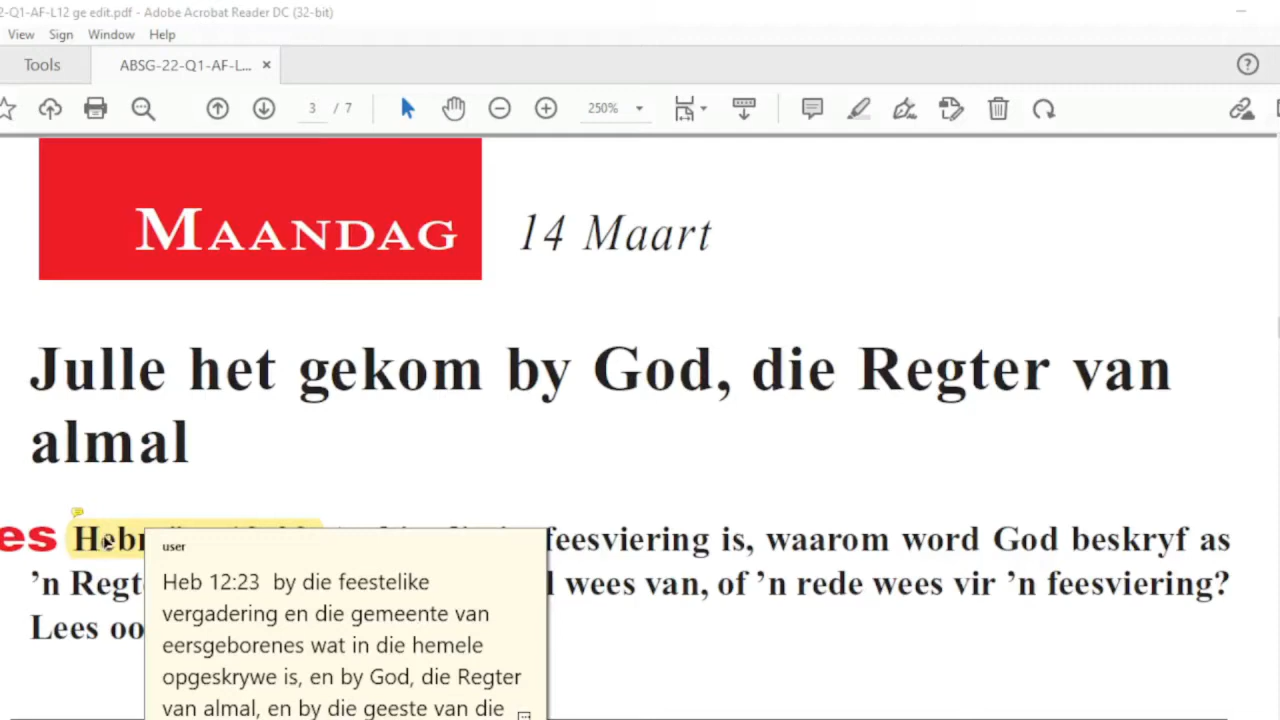 2-Q1-AF-L12 ge edit.pdf - Adobe Acrobat Reader DC (32-bit)
View Sign Window Help
Tools ABSG-22-Q1-AF-L... ×
3 / 7 250%
MAANDAG 14 Maart
Julle het gekom by God, die Regter van
almal
es Hebr feesviering is, waarom word God beskryf as
’n Regt wees van, of ’n rede wees vir ’n feesviering?
Lees oo
user
Heb 12:23 by die feestelike
vergadering en die gemeente van
eersgeborenes wat in die hemele
opgeskrywe is, en by God, die Regter
van almal, en by die geeste van die